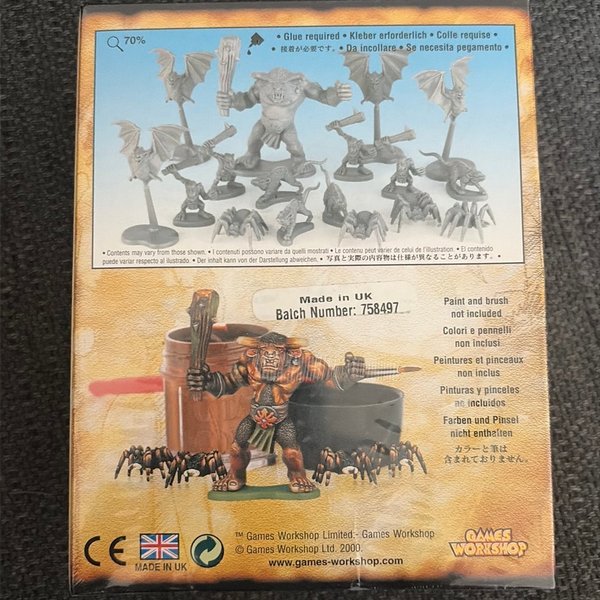 70%
• Glue required • Kleber erforderlich • Colle requise •
接着が必要です。 • Da incollare • Se necesita pegamento •
• Contents may vary from those shown. • I contenuti possono variare da quelli mostrati • Le contenu peut varier de celui de l'illustration. • El contenido
puede variar respecto al ilustrado. • Der Inhalt kann von der Darstellung abweichen. • 写真と実際の内容物は仕様が異なることがあります。 •
Made in UK
Batch Number: 758497
Paint and brush
not included
Colori e pennelli
non inclusi
Peintures et pinceaux
non inclus
Pinturas y pinceles
no incluidos
Farben und Pinsel
nicht enthalten
カラーと筆は
含まれておりません。
CE
MADE IN UK
™ Games Workshop Limited:- Games Workshop
© Games Workshop Ltd. 2000.
www.games-workshop.com
GAMES
WORKSHOP